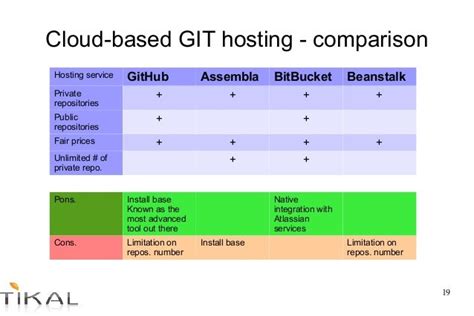 Cloud-based GIT hosting - comparison
Hosting service GitHub Assembla BitBucket Beanstalk
Private
repositories + + + +
Public
repositories + +
Fair prices + + + +
Unlimited # of
private repo. + +
Pons. Install base Native
Known as the integration with
most advanced Atlassian
tool out there services
Cons. Limitation on Install base Limitation on
repos. number repos. number
TIKAL
19